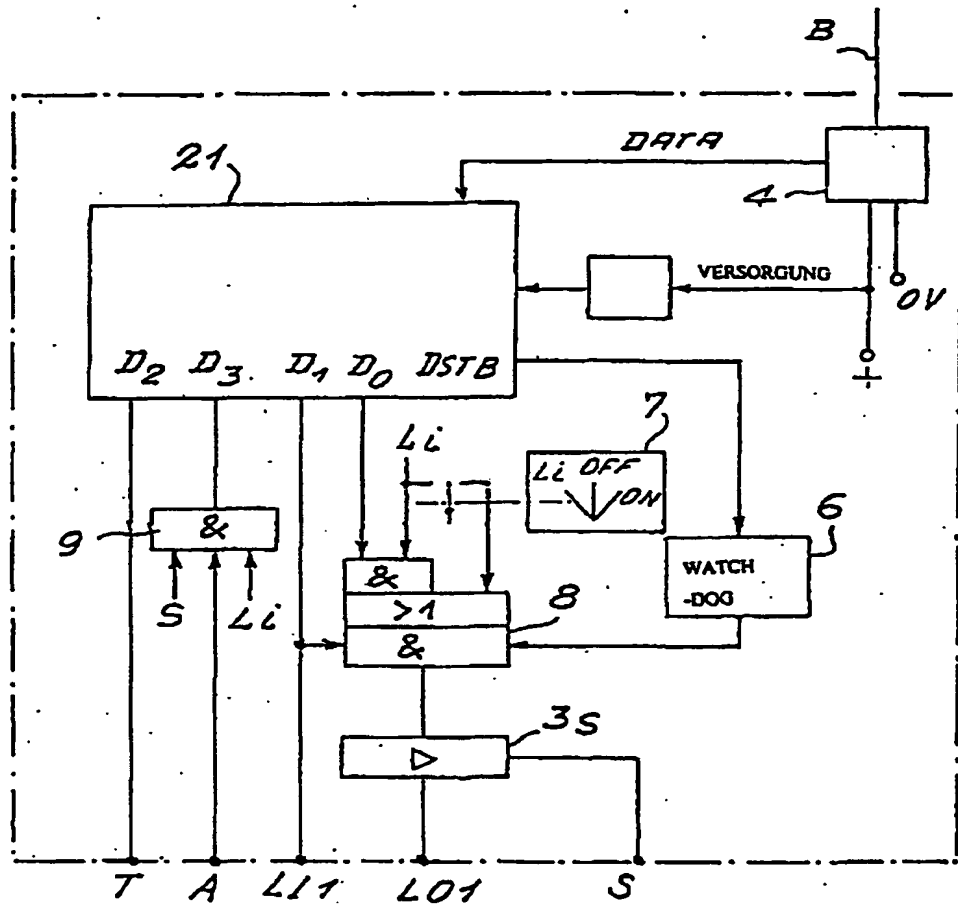 B
DATA
21
4
VERSORGUNG
0V
+
D2 D3 D1 D0 DSTB
7
Li
Li OFF ON
6
9
&
&
WATCH
-DOG
S Li
>1
8
&
3S
▷
T A LI1 LO1 S